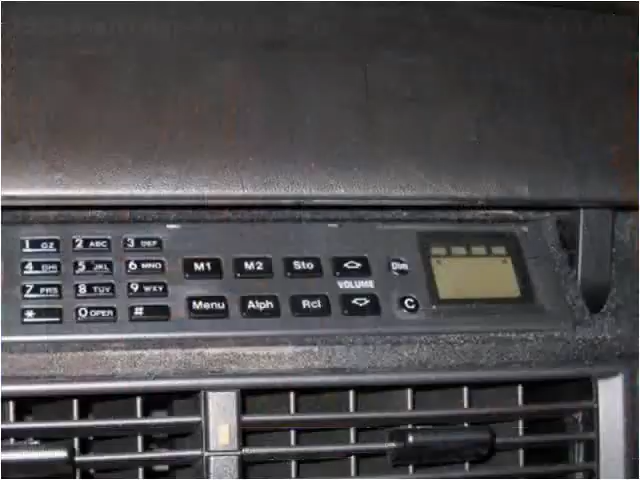 1 QZ 2 ABC 3 DEF
M1 M2 Sto Dim
4 GHI 5 JKL 6 MNO
VOLUME
7 PRS 8 TUV 9 WXY
Menu Alph Rcl C
* 0 OPER #